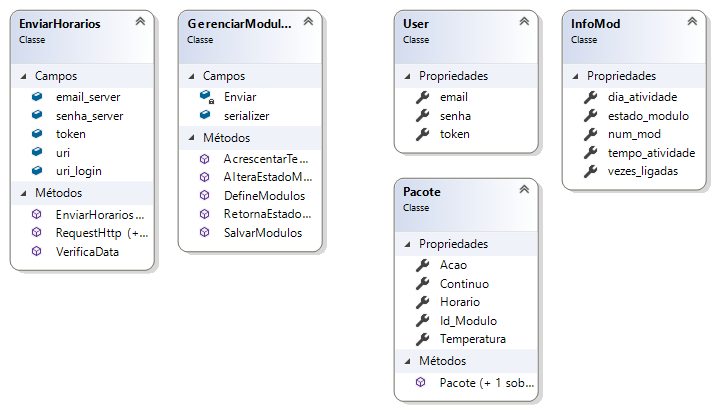 EnviarHorarios
Classe
Campos
email_server
senha_server
token
uri
uri_login
Métodos
EnviarHorarios...
RequestHttp (+...
VerificaData
GerenciarModul...
Classe
Campos
Enviar
serializer
Métodos
AcrescentarTe...
AlteraEstadoM...
DefineModulos
RetornaEstado...
SalvarModulos
User
Classe
Propriedades
email
senha
token
InfoMod
Classe
Propriedades
dia_atividade
estado_modulo
num_mod
tempo_atividade
vezes_ligadas
Pacote
Classe
Propriedades
Acao
Continuo
Horario
Id_Modulo
Temperatura
Métodos
Pacote (+ 1 sob...